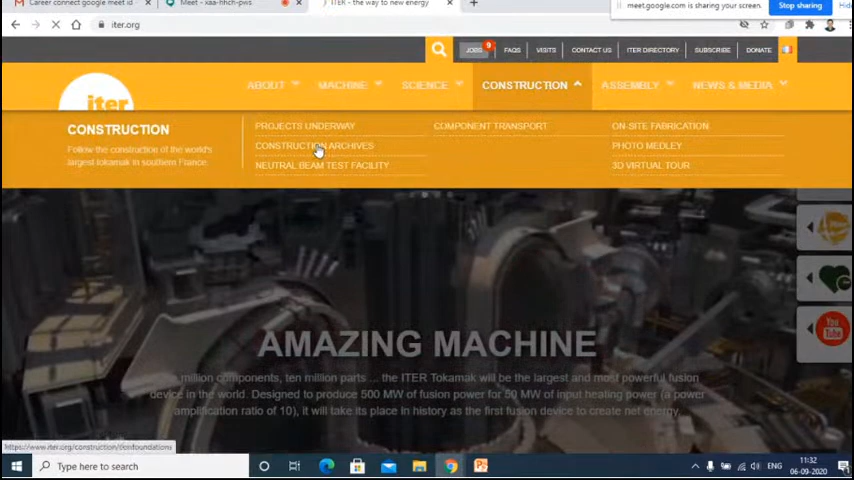 Career connect google meet id
Meet - xaa-hhch-pws
ITER - the way to new energy
meet.google.com is sharing your screen.
Stop sharing
Hide
iter.org
JOBS
9
FAQS
VISITS
CONTACT US
ITER DIRECTORY
SUBSCRIBE
DONATE
iter
ABOUT
MACHINE
SCIENCE
CONSTRUCTION
ASSEMBLY
NEWS & MEDIA
CONSTRUCTION
Follow the construction of the world's
largest tokamak in southern France.
PROJECTS UNDERWAY
CONSTRUCTION ARCHIVES
NEUTRAL BEAM TEST FACILITY
COMPONENT TRANSPORT
ON-SITE FABRICATION
PHOTO MEDLEY
3D VIRTUAL TOUR
You
Tube
AMAZING MACHINE
million components, ten million parts ... the ITER Tokamak will be the largest and most powerful fusion
device in the world. Designed to produce 500 MW of fusion power for 50 MW of input heating power (a power
amplification ratio of 10), it will take its place in history as the first fusion device to create net energy.
https://www.iter.org/construction/tkmfoundations
Type here to search
ENG
11:32
06-09-2020